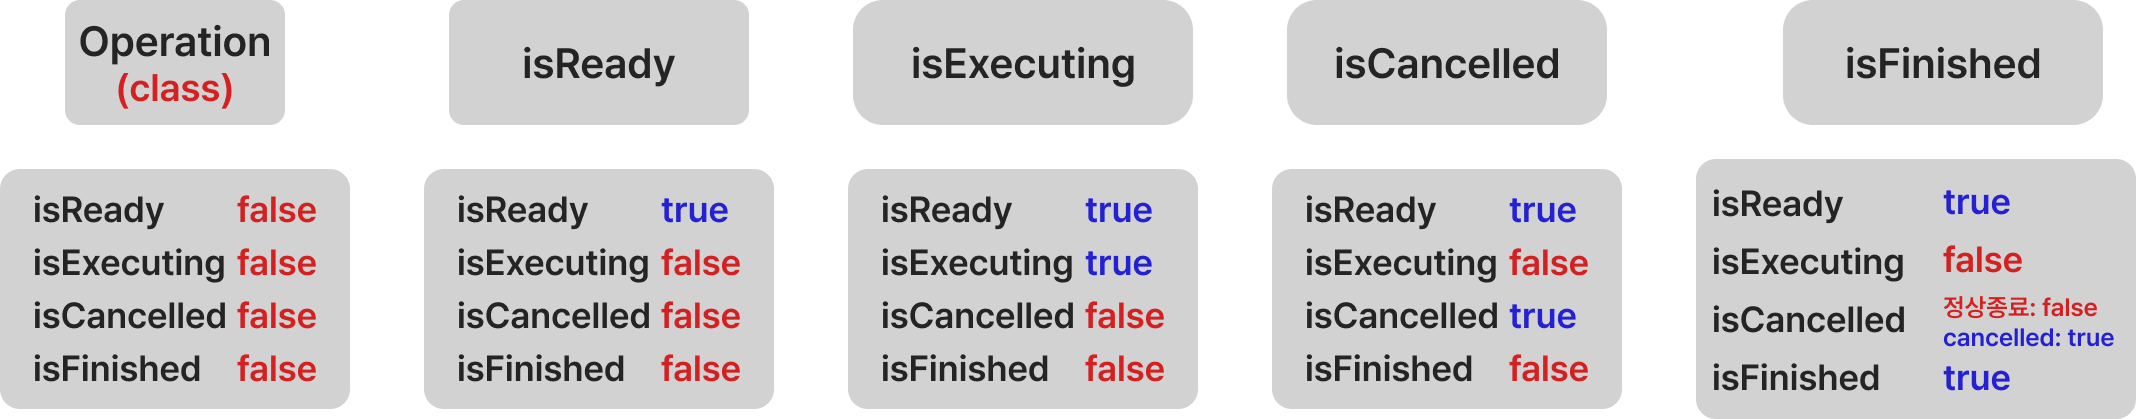 Operation
(class)
isReady
isExecuting
isCancelled
isFinished
isReady false
isExecuting false
isCancelled false
isFinished false
isReady true
isExecuting false
isCancelled false
isFinished false
isReady true
isExecuting true
isCancelled false
isFinished false
isReady true
isExecuting false
isCancelled true
isFinished false
isReady true
isExecuting false
isCancelled 정상종료: false
cancelled: true
isFinished true